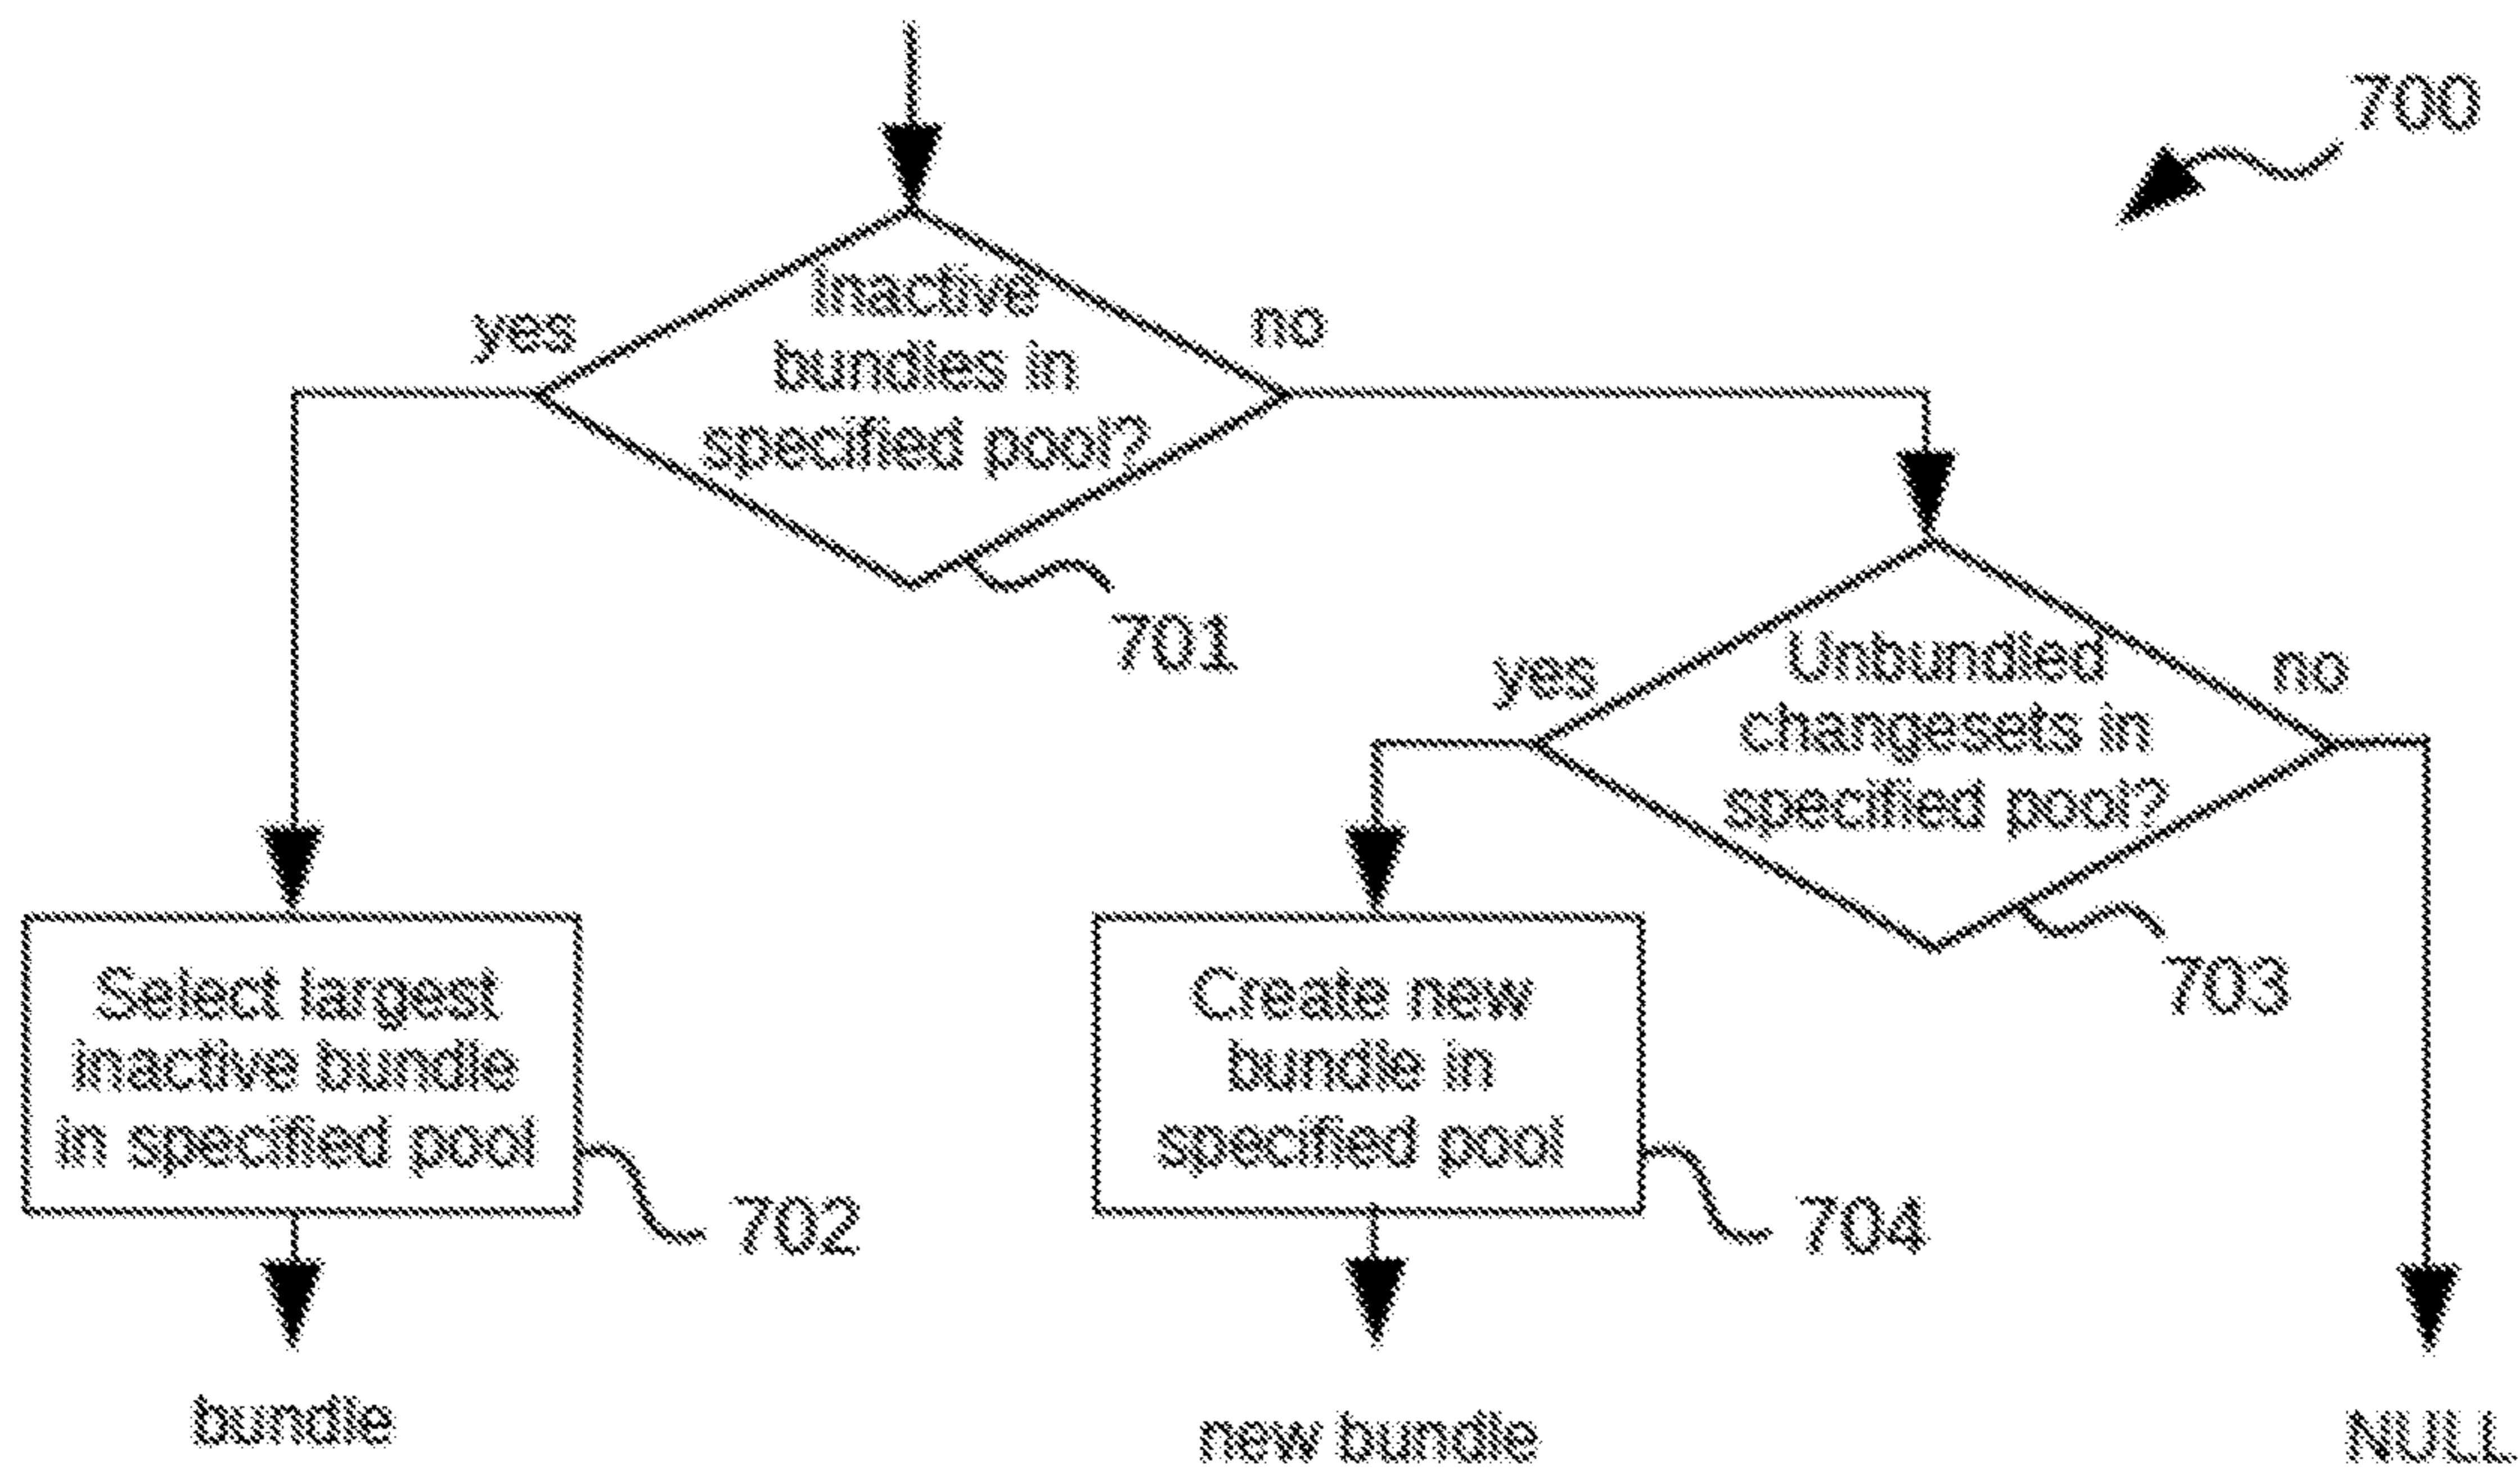 700
Inactive
bundles in
specified pool?
yes
no
701
Unbundled
changesets in
specified pool?
yes
no
703
Select largest
inactive bundle
in specified pool
702
Create new
bundle in
specified pool
704
bundle
new bundle
NULL